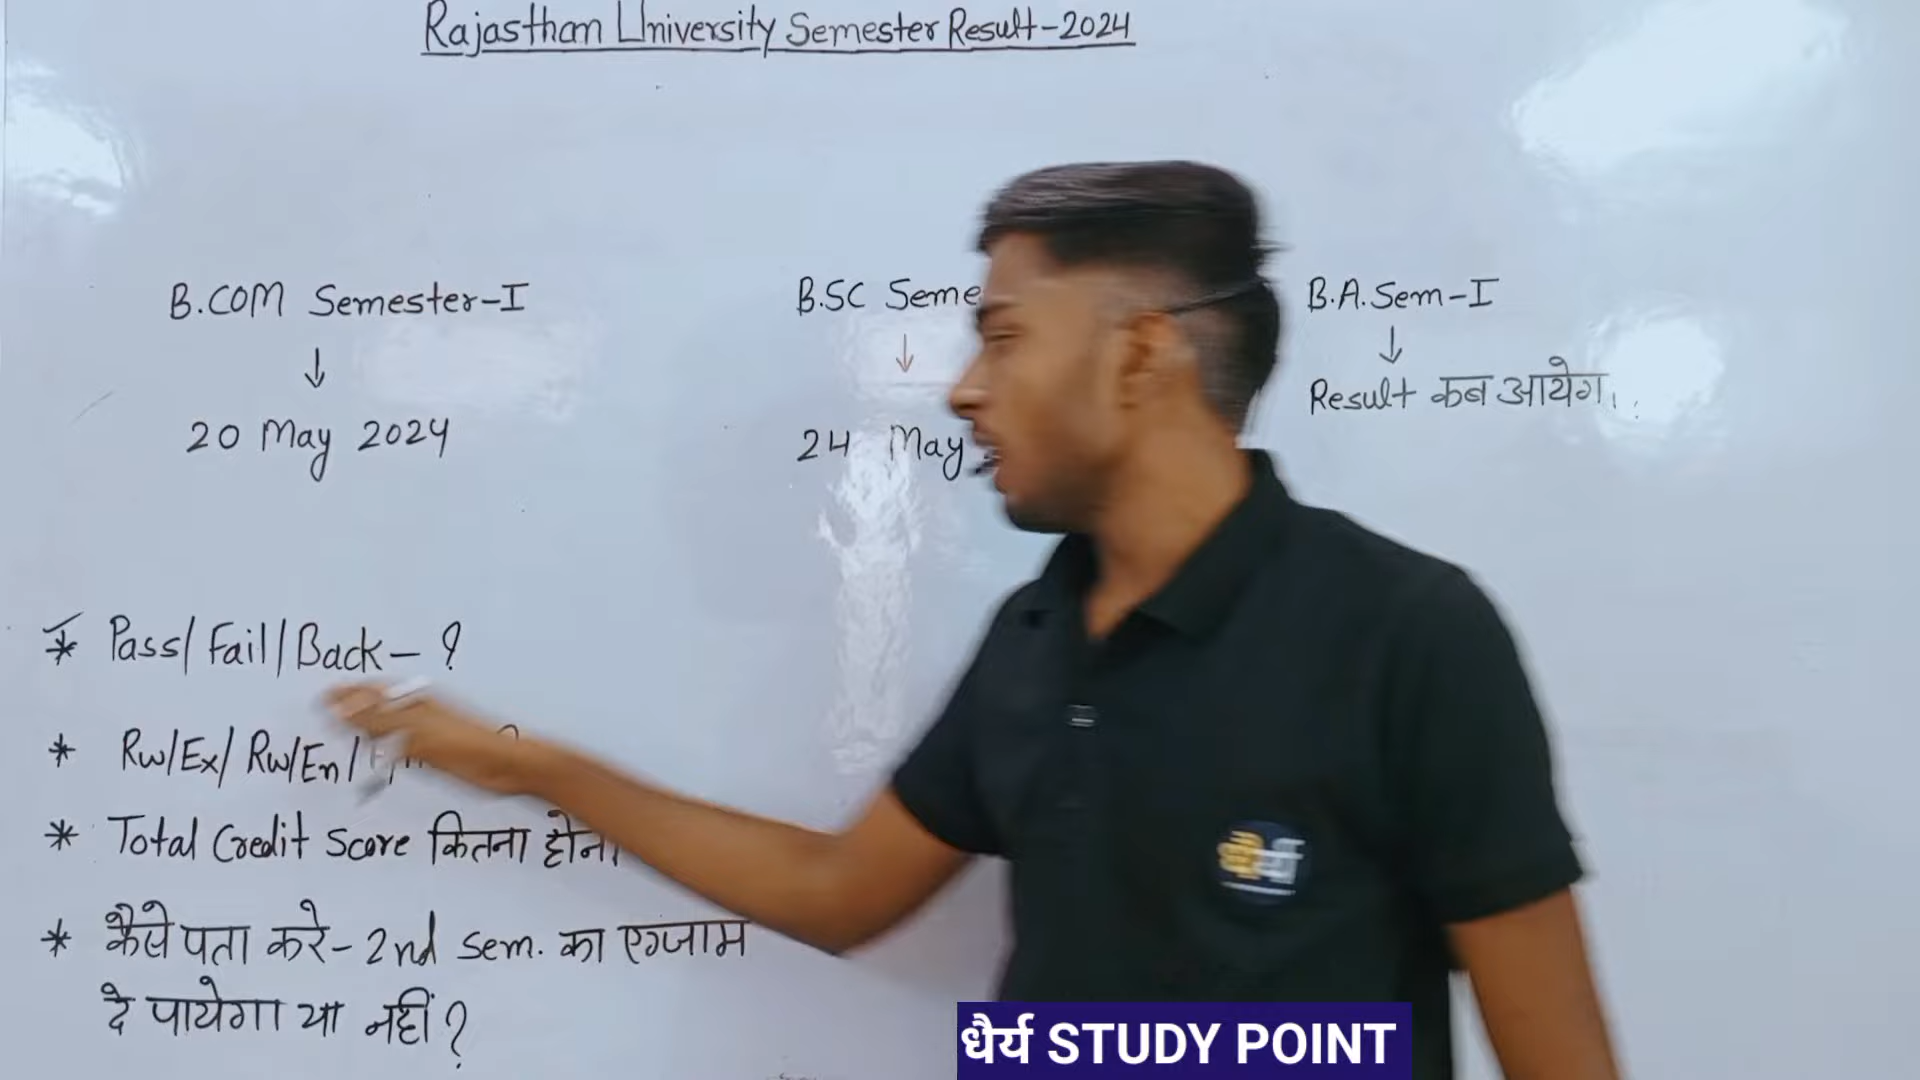 Rajasthan University Semester Result-2024
B.COM Semester-I
↓
20 May 2024
B.SC Seme
↓
24 May
B.A. Sem-I
↓
Result कब आयेगा
* Pass/ Fail/ Back - ?
* Rw/Ex/ Rw/En/
* Total Credit Score कितना होना
* कैसे पता करे - 2nd sem. का एग्जाम
दे पायेगा या नहीं ?
धैर्य
धैर्य STUDY POINT